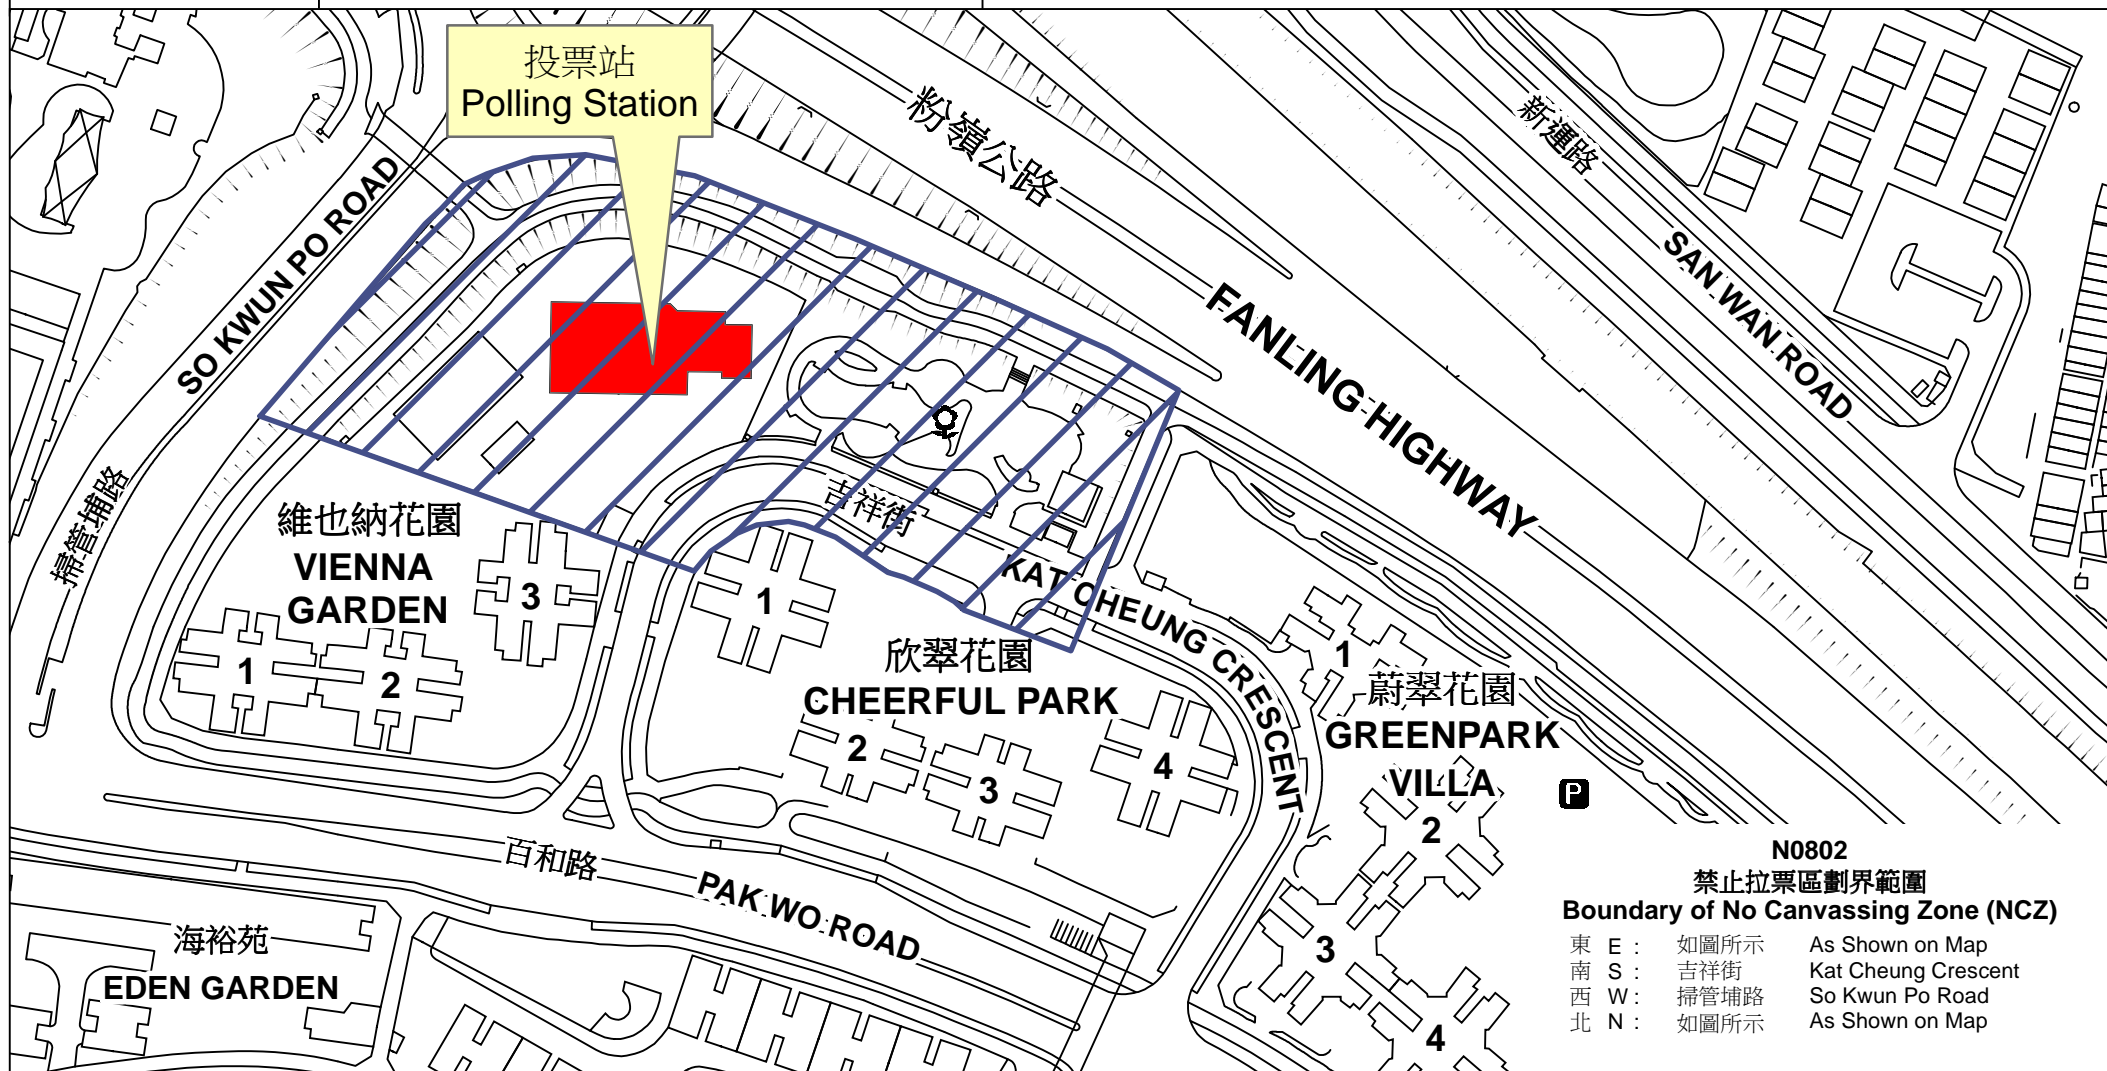 投票站
Polling Station
粉嶺公路
FANLING HIGHWAY
新運路
SAN WAN ROAD
SO KWUN PO ROAD
掃管埔路
吉祥街
KAT CHEUNG CRESCENT
維也納花園
VIENNA
GARDEN
1
2
3
欣翠花園
CHEERFUL PARK
1
2
3
4
蔚翠花園
GREENPARK
VILLA
1
2
3
4
P
百和路
PAK WO ROAD
海裕苑
EDEN GARDEN
N0802
禁止拉票區劃界範圍
Boundary of No Canvassing Zone (NCZ)
東 E : 如圖所示 As Shown on Map
南 S : 吉祥街 Kat Cheung Crescent
西 W : 掃管埔路 So Kwun Po Road
北 N : 如圖所示 As Shown on Map